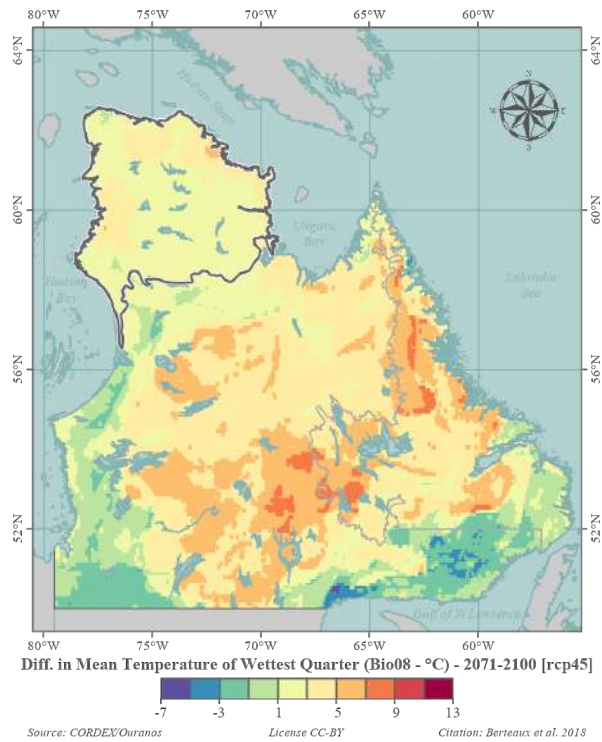 80°W 75°W 70°W 65°W 60°W
64°N 64°N
Hudson Strait
N
W E
S
60°N 60°N
Ungava
Bay
Hudson
Bay
Labrador
Sea
56°N 56°N
52°N 52°N
Gulf of St Lawrence
80°W 75°W 70°W 65°W 60°W
Diff. in Mean Temperature of Wettest Quarter (Bio08 - °C) - 2071-2100 [rcp45]
-7 -3 1 5 9 13
Source: CORDEX/Ouranos License CC-BY Citation: Berteaux et al. 2018